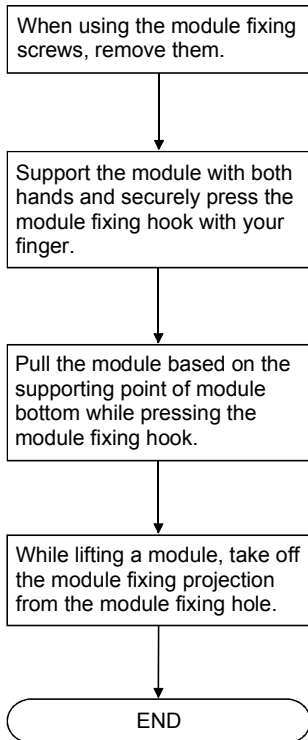 When using the module fixing
screws, remove them.
Support the module with both
hands and securely press the
module fixing hook with your
finger.
Pull the module based on the
supporting point of module
bottom while pressing the
module fixing hook.
While lifting a module, take off
the module fixing projection
from the module fixing hole.
END